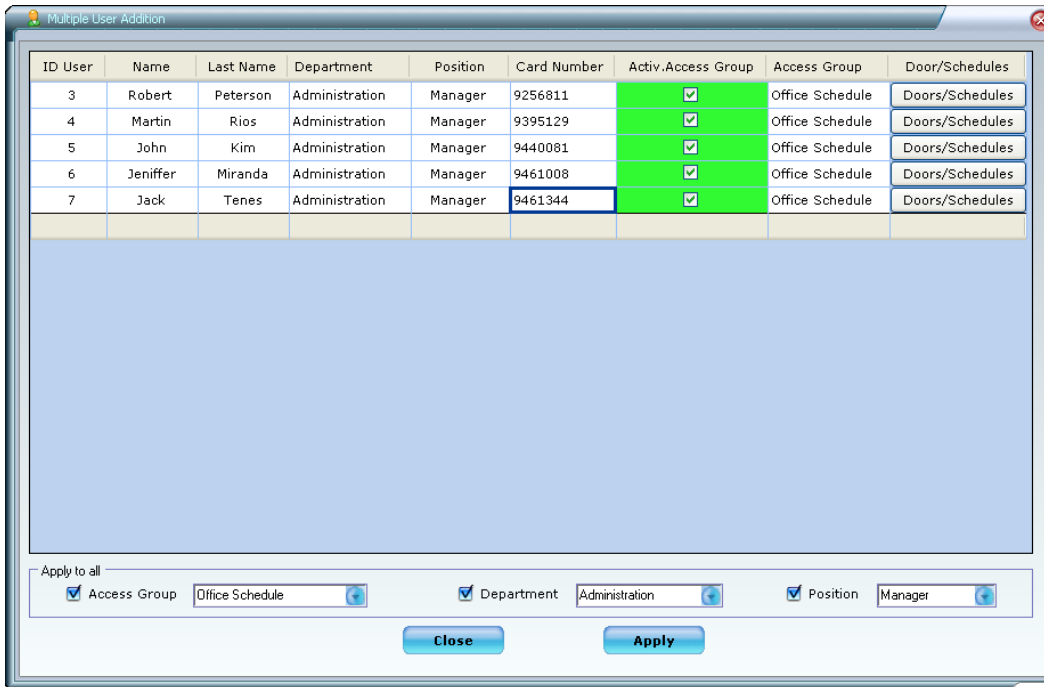 Multiple User Addition
ID User Name Last Name Department Position Card Number Activ.Access Group Access Group Door/Schedules
3 Robert Peterson Administration Manager 9256811 Office Schedule Doors/Schedules
4 Martin Rios Administration Manager 9395129 Office Schedule Doors/Schedules
5 John Kim Administration Manager 9440081 Office Schedule Doors/Schedules
6 Jeniffer Miranda Administration Manager 9461008 Office Schedule Doors/Schedules
7 Jack Tenes Administration Manager 9461344 Office Schedule Doors/Schedules
Apply to all
Access Group Office Schedule Department Administration Position Manager
Close Apply